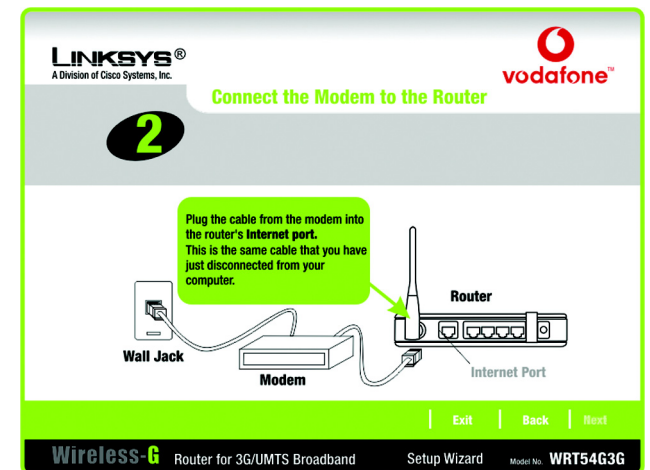 LINKSYS®
A Division of Cisco Systems, Inc.
vodafone™
Connect the Modem to the Router
2
Plug the cable from the modem into
the router's Internet port.
This is the same cable that you have
just disconnected from your
computer.
Router
Wall Jack
Modem
Internet Port
Exit
Back
Next
Wireless-G Router for 3G/UMTS Broadband Setup Wizard Model No. WRT54G3G